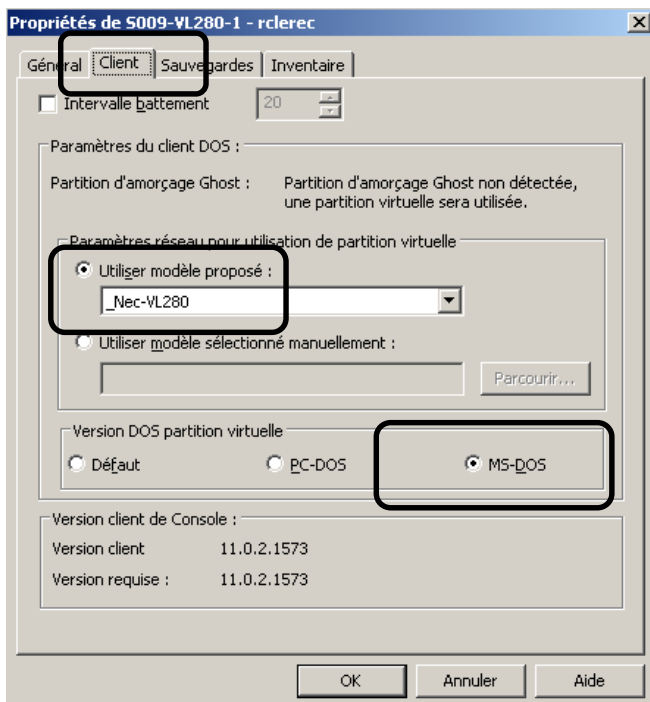 Propriétés de S009-VL280-1 - rclerec
Général Client Sauvegardes Inventaire
Intervalle battement 20
Paramètres du client DOS :
Partition d'amorçage Ghost : Partition d'amorçage Ghost non détectée,
une partition virtuelle sera utilisée.
Paramètres réseau pour utilisation de partition virtuelle
Utiliser modèle proposé :
_Nec-VL280
Utiliser modèle sélectionné manuellement :
Parcourir...
Version DOS partition virtuelle
Défaut PC-DOS MS-DOS
Version client de Console :
Version client 11.0.2.1573
Version requise : 11.0.2.1573
OK Annuler Aide